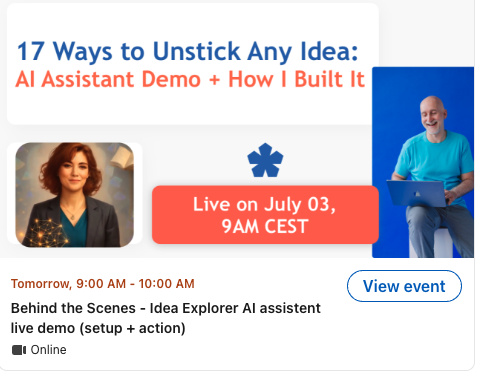 17 Ways to Unstick Any Idea:
AI Assistant Demo + How I Built It
Live on July 03,
9AM CEST
Tomorrow, 9:00 AM - 10:00 AM
View event
Behind the Scenes - Idea Explorer AI assistent
live demo (setup + action)
Online